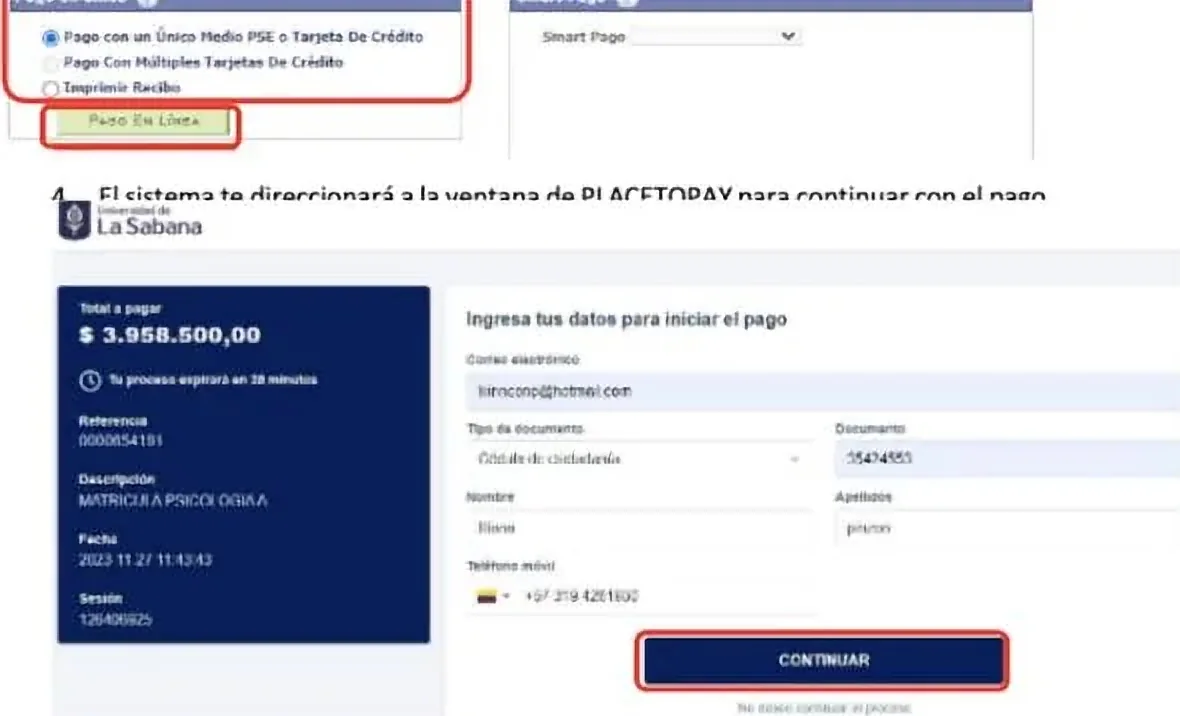 Pago con un Único Medio PSE o Tarjeta De Crédito
Pago Con Múltiples Tarjetas De Crédito
Imprimir Recibo
PAGO EN LÍNEA
Smart Pago
4. El sistema te direccionará a la ventana de PLACETOPAY para continuar con el pago
Universidad de
La Sabana
Total a pagar
$ 3.958.500,00
Tu proceso expirará en minutos
Referencia
Descripción
MATRICULA PSICOLOGIA A
Fecha
2023-11-27 11:43:43
Sesión
Ingresa tus datos para iniciar el pago
Correo electrónico
Tipo de documento
Cédula de ciudadanía
Documento
Nombre
Apellidos
Teléfono móvil
CONTINUAR
No deseo continuar el proceso